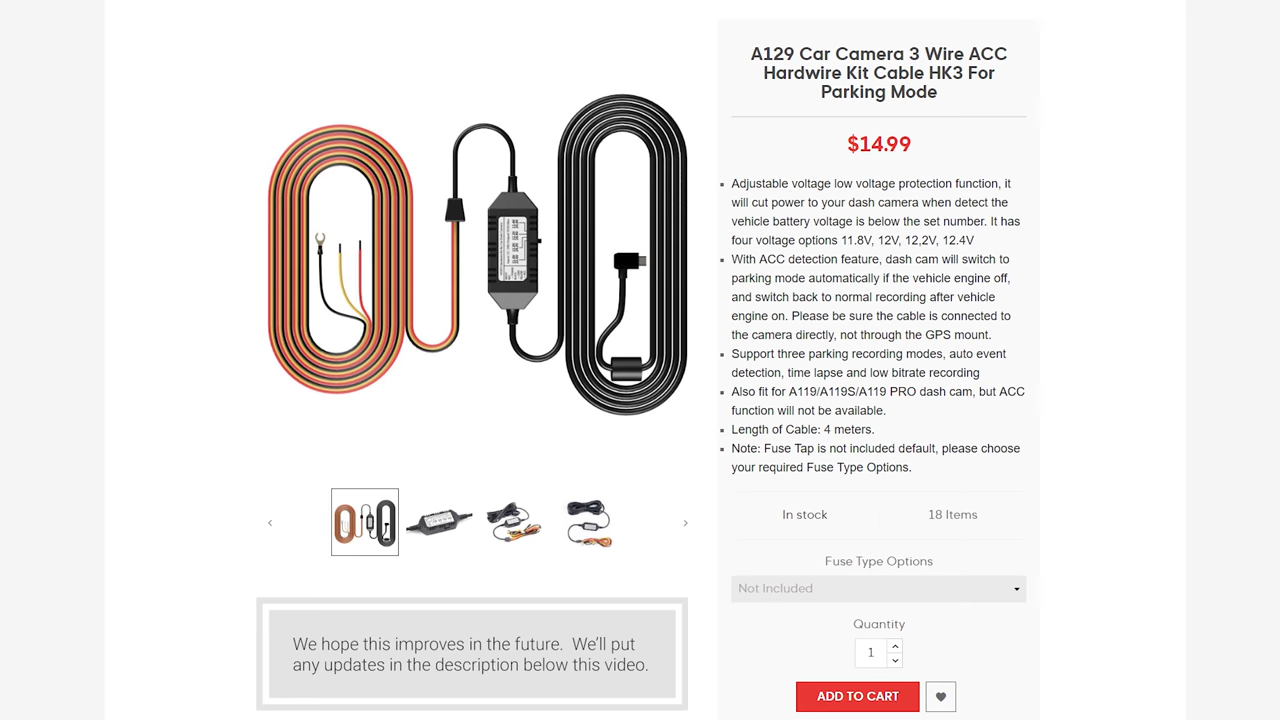 A129 Car Camera 3 Wire ACC
Hardwire Kit Cable HK3 For
Parking Mode
$14.99
Adjustable voltage low voltage protection function, it
will cut power to your dash camera when detect the
vehicle battery voltage is below the set number. It has
four voltage options 11.8V, 12V, 12,2V, 12.4V
With ACC detection feature, dash cam will switch to
parking mode automatically if the vehicle engine off,
and switch back to normal recording after vehicle
engine on. Please be sure the cable is connected to
the camera directly, not through the GPS mount.
Support three parking recording modes, auto event
detection, time lapse and low bitrate recording
Also fit for A119/A119S/A119 PRO dash cam, but ACC
function will not be available.
Length of Cable: 4 meters.
Note: Fuse Tap is not included default, please choose
your required Fuse Type Options.
In stock 18 Items
Fuse Type Options
Not Included
Quantity
1
ADD TO CART
We hope this improves in the future. We'll put
any updates in the description below this video.